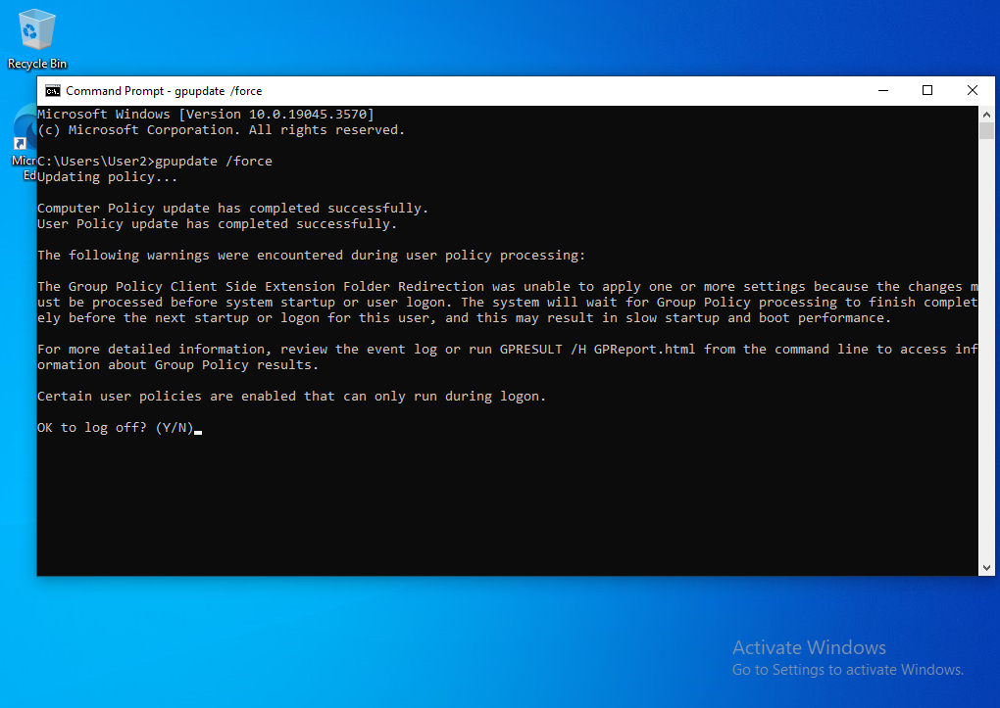 Recycle Bin
Command Prompt - gpupdate /force
Microsoft Windows [Version 10.0.19045.3570]
(c) Microsoft Corporation. All rights reserved.
C:\Users\User2>gpupdate /force
Updating policy...
Computer Policy update has completed successfully.
User Policy update has completed successfully.
The following warnings were encountered during user policy processing:
The Group Policy Client Side Extension Folder Redirection was unable to apply one or more settings because the changes m
ust be processed before system startup or user logon. The system will wait for Group Policy processing to finish complet
ely before the next startup or logon for this user, and this may result in slow startup and boot performance.
For more detailed information, review the event log or run GPRESULT /H GPReport.html from the command line to access inf
ormation about Group Policy results.
Certain user policies are enabled that can only run during logon.
OK to log off? (Y/N)
Micr
Ed
Activate Windows
Go to Settings to activate Windows.